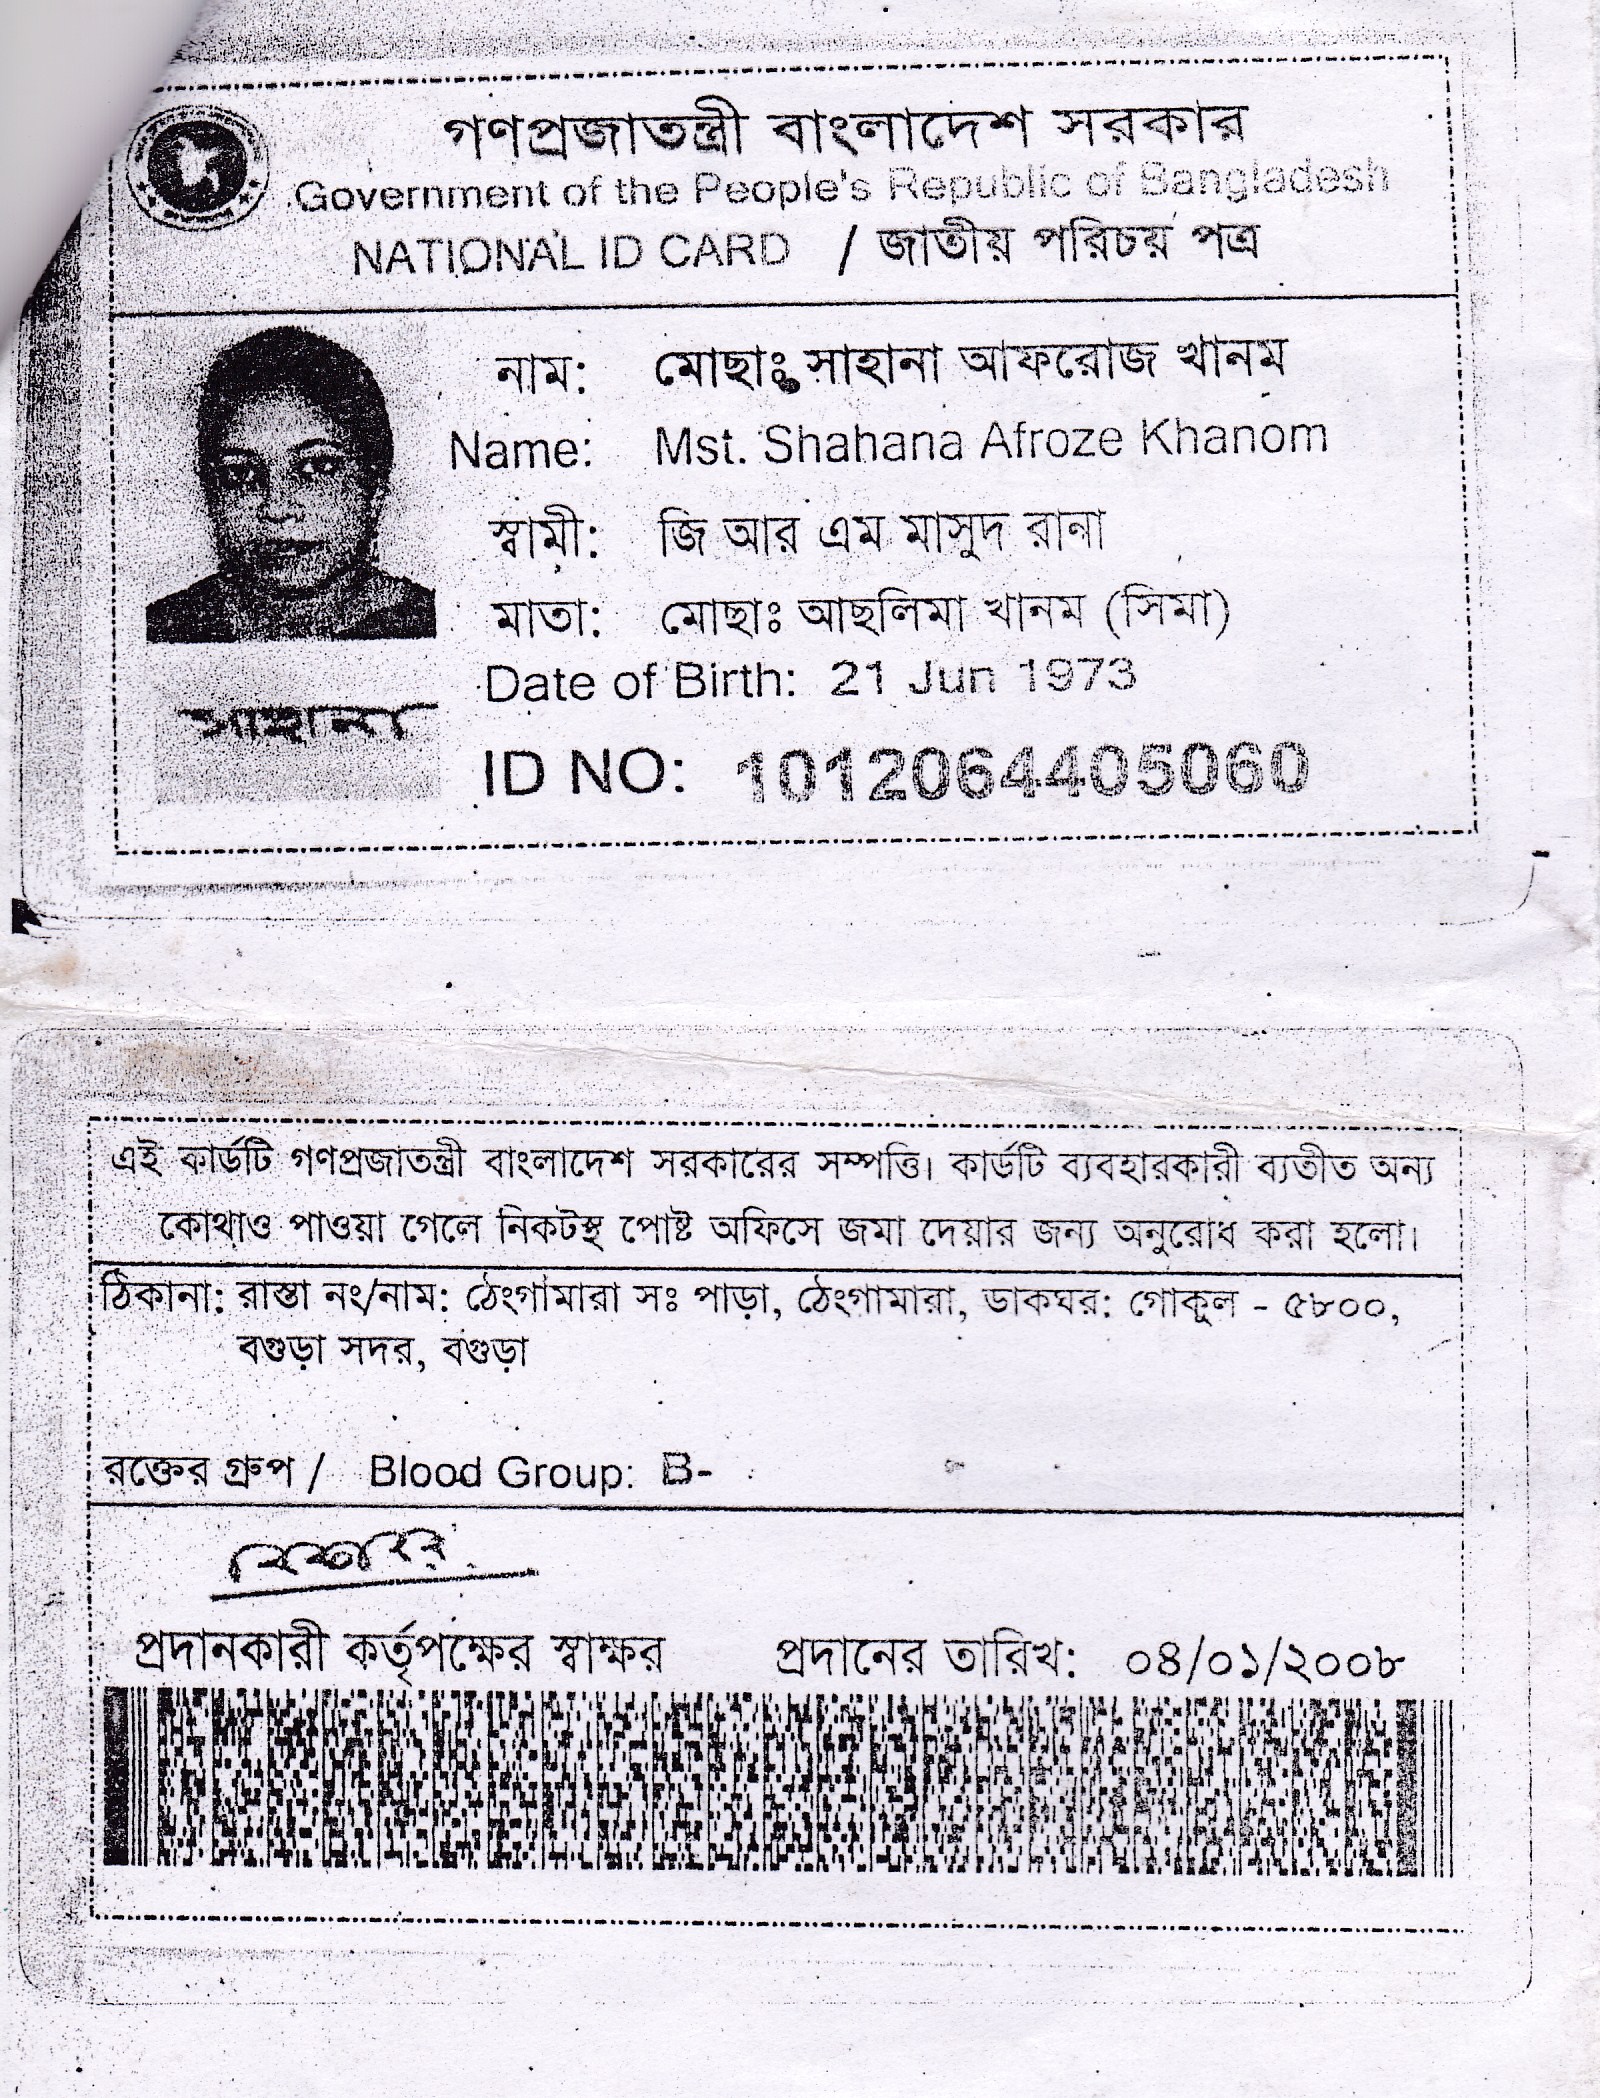 গণপ্রজাতন্ত্রী বাংলাদেশ সরকার
Government of the People's Republic of Bangladesh
NATIONAL ID CARD / জাতীয় পরিচয় পত্র
নাম: মোছাঃ সাহানা আফরোজ খানম
Name: Mst. Shahana Afroze Khanom
স্বামী: জি আর এম মাসুদ রানা
মাতা: মোছাঃ আছলিমা খানম (সিমা)
Date of Birth: 21 Jun 1973
সাহানা
ID NO: 1012064405060
এই কার্ডটি গণপ্রজাতন্ত্রী বাংলাদেশ সরকারের সম্পত্তি। কার্ডটি ব্যবহারকারী ব্যতীত অন্য
কোথাও পাওয়া গেলে নিকটস্থ পোষ্ট অফিসে জমা দেয়ার জন্য অনুরোধ করা হলো।
ঠিকানা: রাস্তা নং/নাম: ঠেংগামারা সঃ পাড়া, ঠেংগামারা, ডাকঘর: গোকুল - ৫৮০০,
বগুড়া সদর, বগুড়া
রক্তের গ্রুপ / Blood Group: B-
প্রদানকারী কর্তৃপক্ষের স্বাক্ষর প্রদানের তারিখ: ০৪/০১/২০০৮